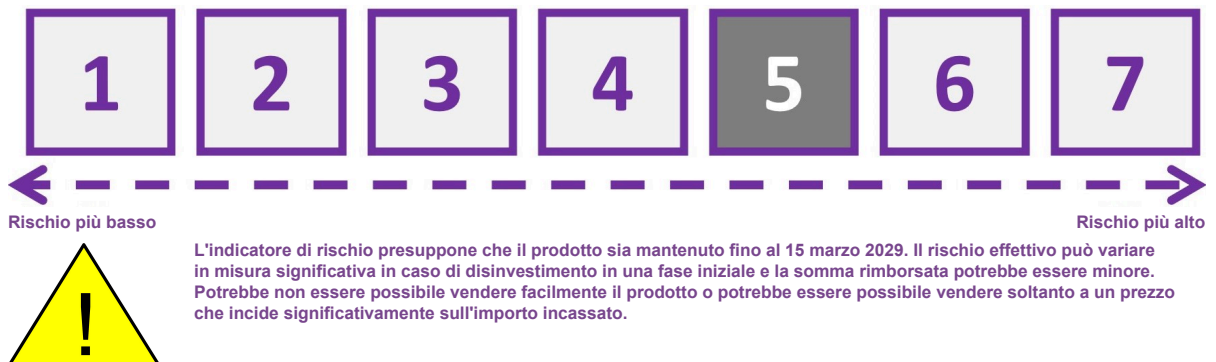 1 2 3 4 5 6 7
Rischio più basso Rischio più alto
L'indicatore di rischio presuppone che il prodotto sia mantenuto fino al 15 marzo 2029. Il rischio effettivo può variare
in misura significativa in caso di disinvestimento in una fase iniziale e la somma rimborsata potrebbe essere minore.
Potrebbe non essere possibile vendere facilmente il prodotto o potrebbe essere possibile vendere soltanto a un prezzo
che incide significativamente sull'importo incassato.
!